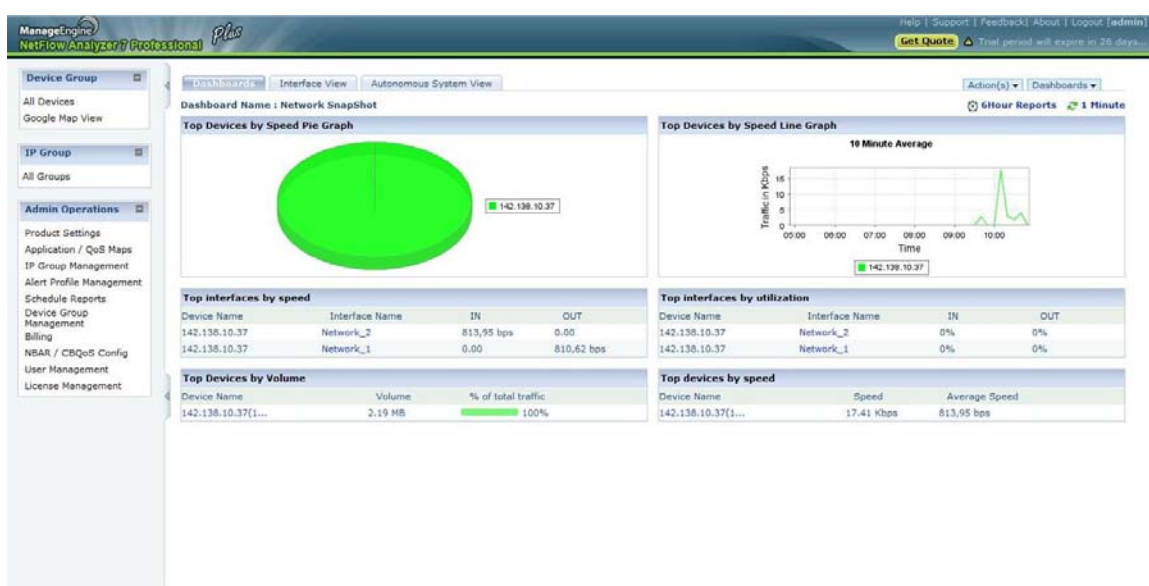 Help | Support | Feedback| About | Logout [admin]
ManageEngine
NetFlow Analyzer 7 Professional Plus
Get Quote Trial period will expire in 26 days...
Device Group
All Devices
Google Map View
IP Group
All Groups
Admin Operations
Product Settings
Application / QoS Maps
IP Group Management
Alert Profile Management
Schedule Reports
Device Group
Management
Billing
NBAR / CBQoS Config
User Management
License Management
Dashboards Interface View Autonomous System View
Action(s) Dashboards
Dashboard Name : Network SnapShot
6Hour Reports 1 Minute
Top Devices by Speed Pie Graph
142.138.10.37
Top Devices by Speed Line Graph
10 Minute Average
Traffic in Kbps
15
10
5
0
05:00 06:00 07:00 08:00 09:00 10:00
Time
142.138.10.37
Top interfaces by speed
Device Name Interface Name IN OUT
142.138.10.37 Network_2 813,95 bps 0.00
142.138.10.37 Network_1 0.00 810,62 bps
Top interfaces by utilization
Device Name Interface Name IN OUT
142.138.10.37 Network_2 0% 0%
142.138.10.37 Network_1 0% 0%
Top Devices by Volume
Device Name Volume % of total traffic
142.138.10.37(1... 2.19 MB 100%
Top devices by speed
Device Name Speed Average Speed
142.138.10.37(1... 17.41 Kbps 813,95 bps